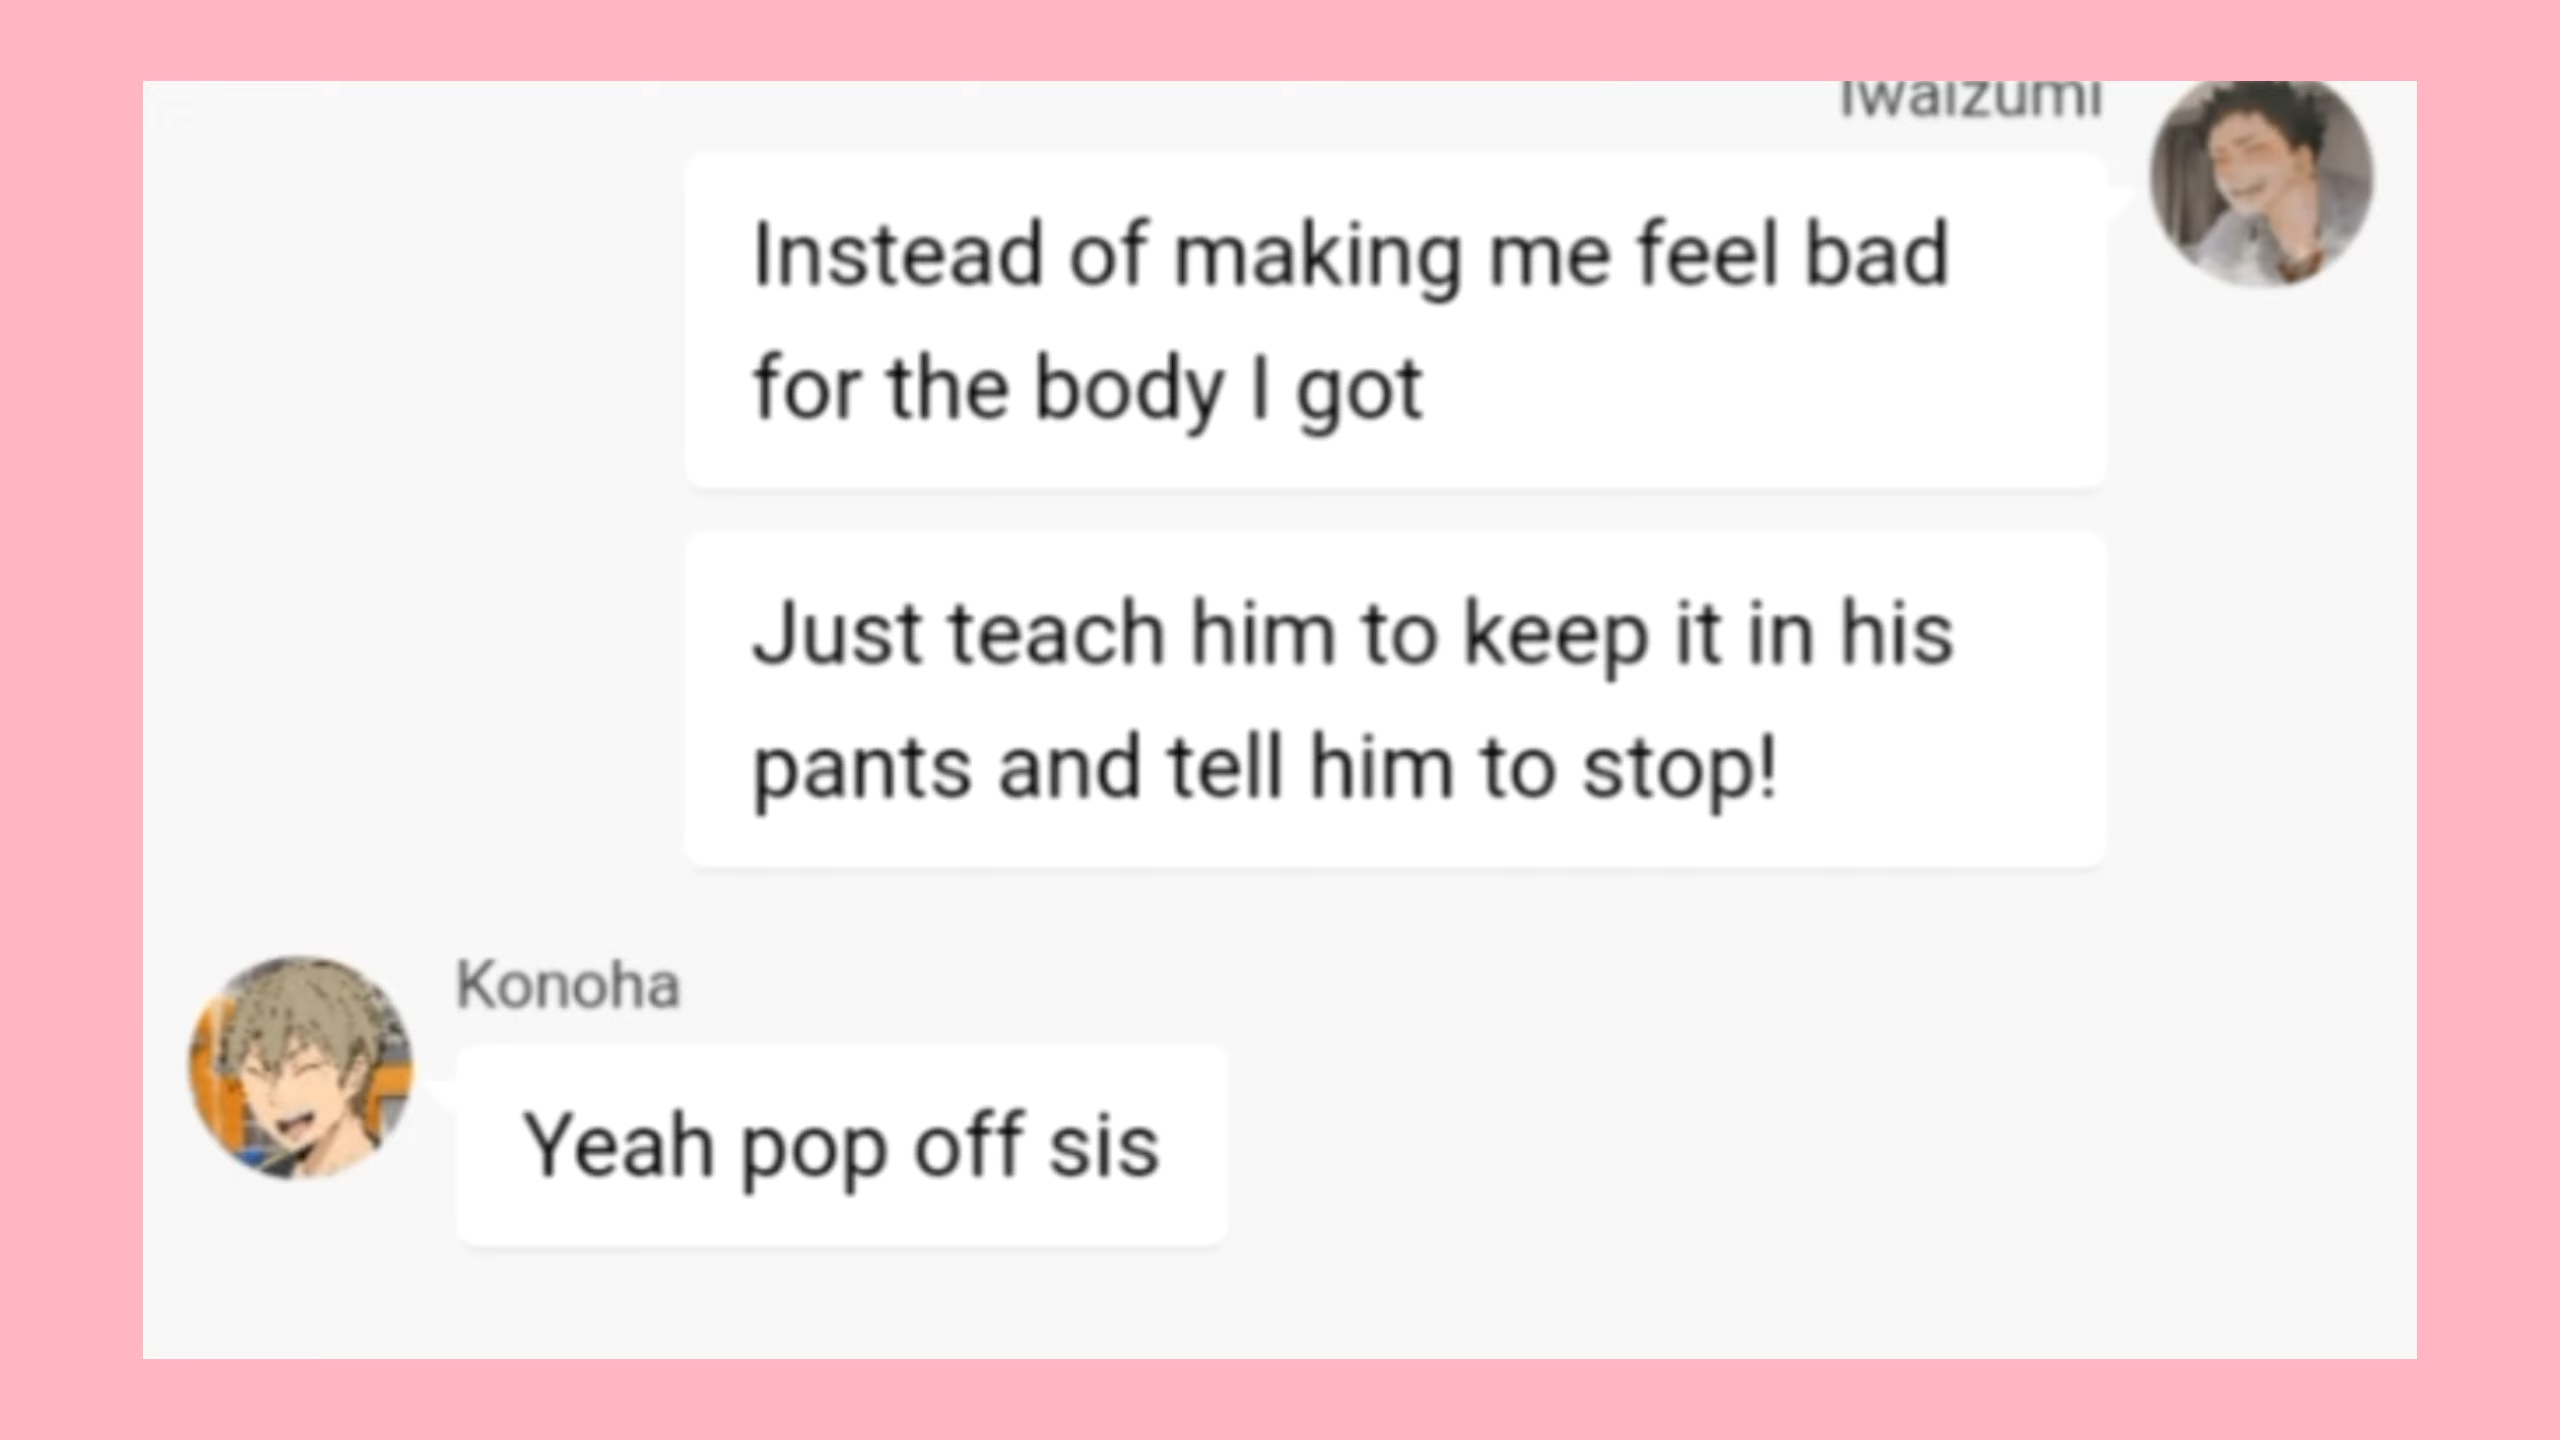 Iwaizumi
Instead of making me feel bad
for the body I got
Just teach him to keep it in his
pants and tell him to stop!
Konoha
Yeah pop off sis